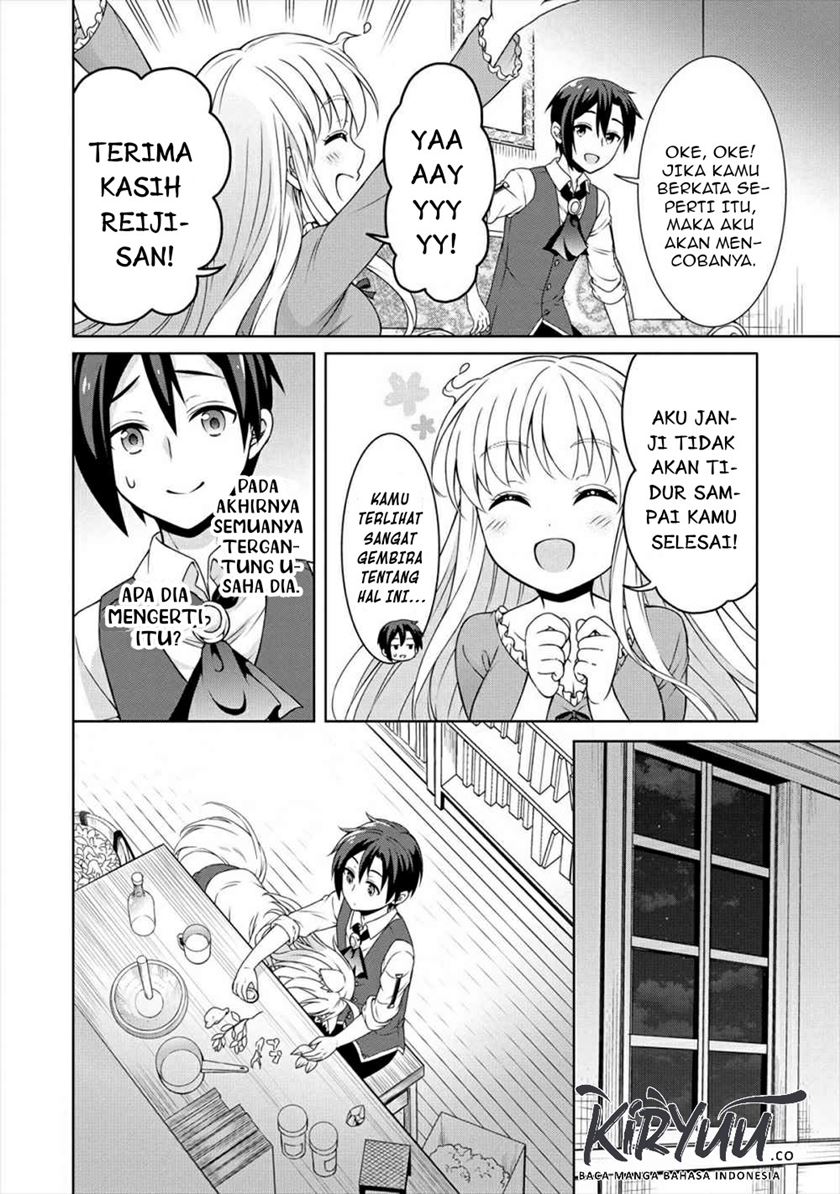 OKE, OKE!
JIKA KAMU
BERKATA SE-
PERTI ITU,
MAKA AKU
AKAN MEN-
COBANYA.
YAA
AAY
YYY
YY!
TERIMA
KASIH
REIJI-
SAN!
AKU JAN-
JI TIDAK
AKAN TI-
DUR SAM-
PAI KAMU
SELESAI!
KAMU
TERLIHAT
SANGAT
GEMBIRA
TENTANG
HAL INI...
PADA
AKHIRNYA
SEMUANYA
TERGAN-
TUNG U-
SAHA DIA.
APA DIA
MENGERTI
ITU?
KIRYUU.CO
BACA MANGA BAHASA INDONESIA